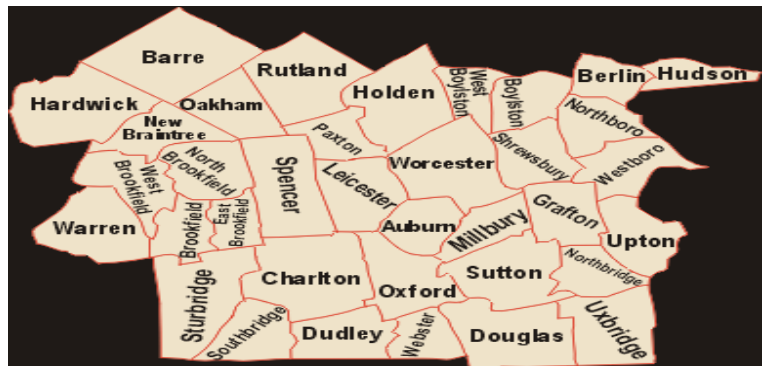 Barre
Rutland
Holden
West
Boylston
Boylston
Berlin
Hudson
Hardwick
Oakham
New
Braintree
Paxton
Northboro
Shrewsbury
Worcester
Westboro
West
Brookfield
North
Brookfield
Spencer
Leicester
Warren
Brookfield
East
Brookfield
Auburn
Millbury
Grafton
Upton
Sturbridge
Charlton
Oxford
Sutton
Northbridge
Southbridge
Dudley
Webster
Douglas
Uxbridge